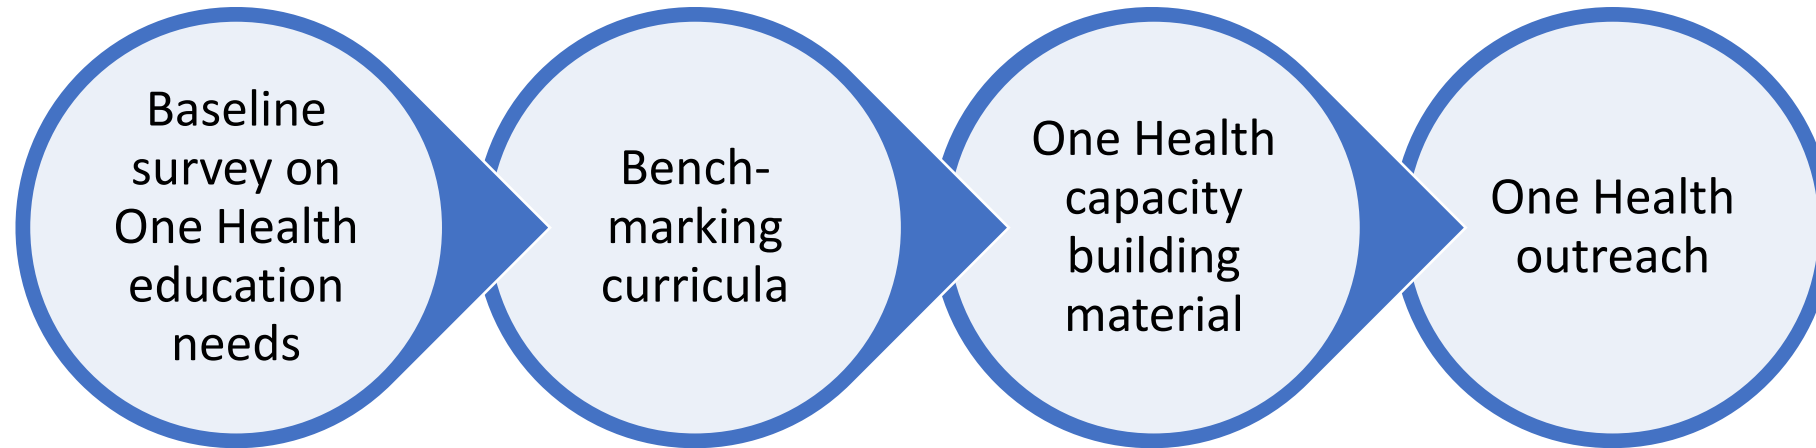 Baseline
survey on
One Health
education
needs
Bench-
marking
curricula
One Health
capacity
building
material
One Health
outreach